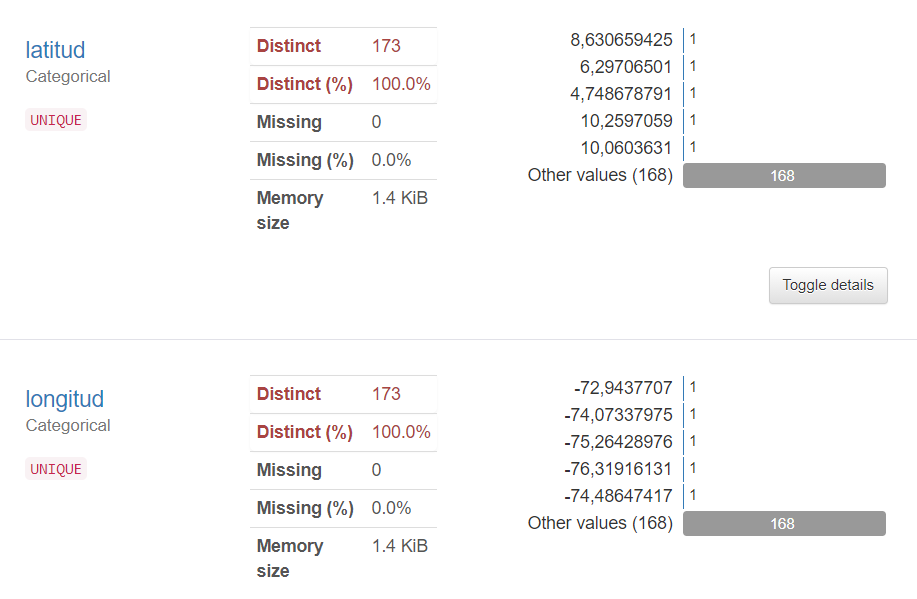 latitud
Categorical
UNIQUE
Distinct 173
Distinct (%) 100.0%
Missing 0
Missing (%) 0.0%
Memory size 1.4 KiB
8,630659425 1
6,29706501 1
4,748678791 1
10,2597059 1
10,0603631 1
Other values (168) 168
Toggle details
longitud
Categorical
UNIQUE
Distinct 173
Distinct (%) 100.0%
Missing 0
Missing (%) 0.0%
Memory size 1.4 KiB
-72,9437707 1
-74,07337975 1
-75,26428976 1
-76,31916131 1
-74,48647417 1
Other values (168) 168